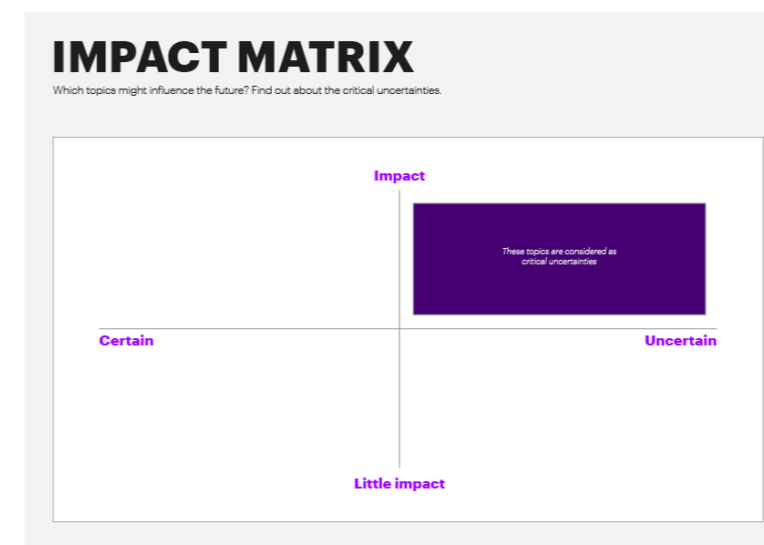 IMPACT MATRIX
Which topics might influence the future? Find out about the critical uncertainties.
Impact
These topics are considered as
critical uncertainties
Certain
Uncertain
Little impact